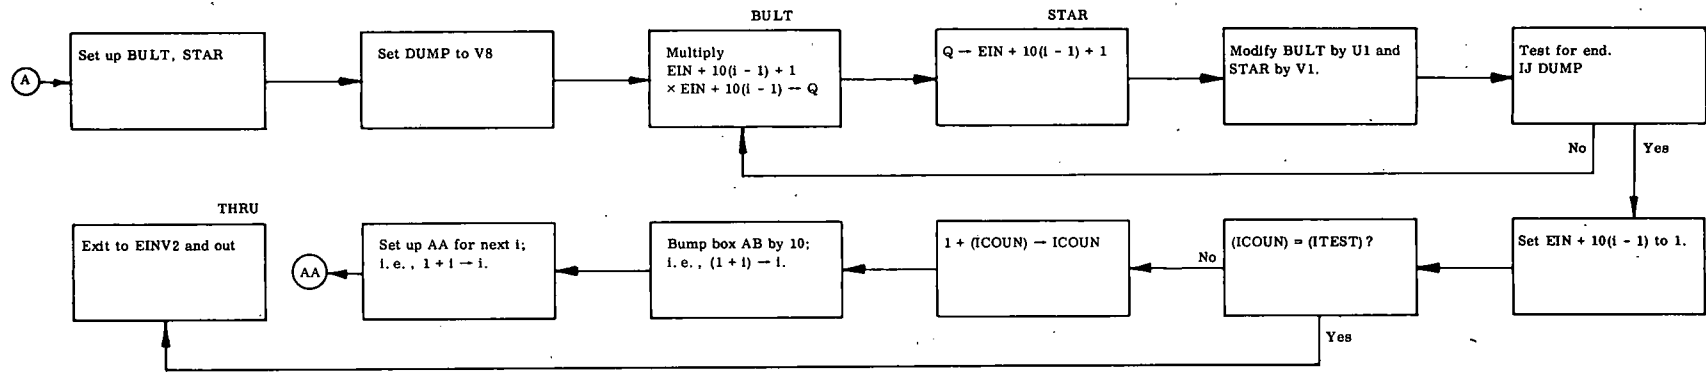 BULT
STAR
A
Set up BULT, STAR
Set DUMP to V8
Multiply
EIN + 10(i - 1) + 1
× EIN + 10(i - 1) → Q
Q → EIN + 10(i - 1) + 1
Modify BULT by U1 and
STAR by V1.
Test for end.
IJ DUMP
No
Yes
THRU
Exit to EINV2 and out
AA
Set up AA for next i;
i. e., 1 + i → i.
Bump box AB by 10;
i. e., (1 + i) → i.
1 + (ICOUN) → ICOUN
No
(ICOUN) = (ITEST) ?
Set EIN + 10(i - 1) to 1.
Yes